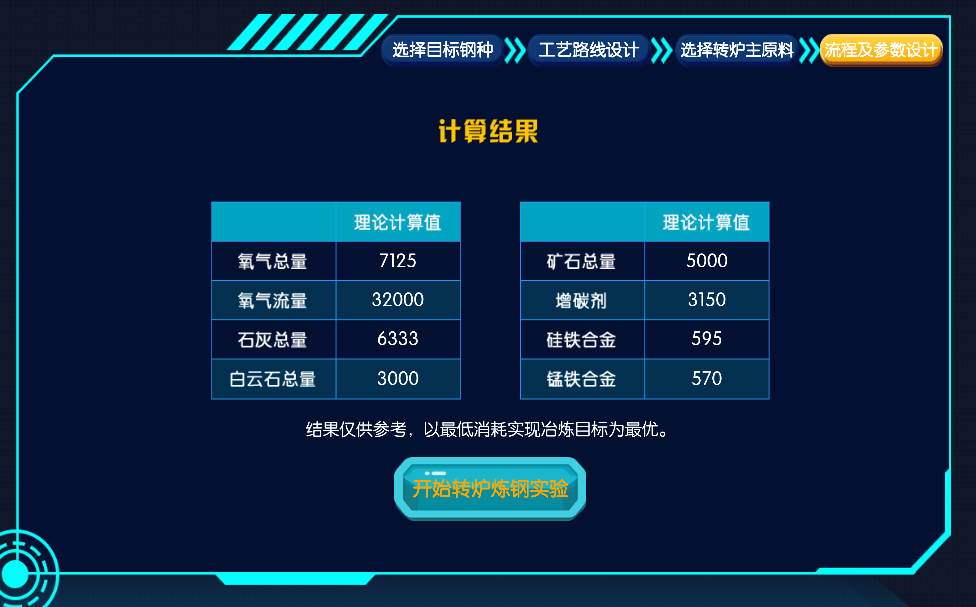 选择目标钢种 工艺路线设计 选择转炉主原料 流程及参数设计
计算结果
理论计算值
氧气总量 7125
氧气流量 32000
石灰总量 6333
白云石总量 3000
理论计算值
矿石总量 5000
增碳剂 3150
硅铁合金 595
锰铁合金 570
结果仅供参考，以最低消耗实现冶炼目标为最优。
开始转炉炼钢实验